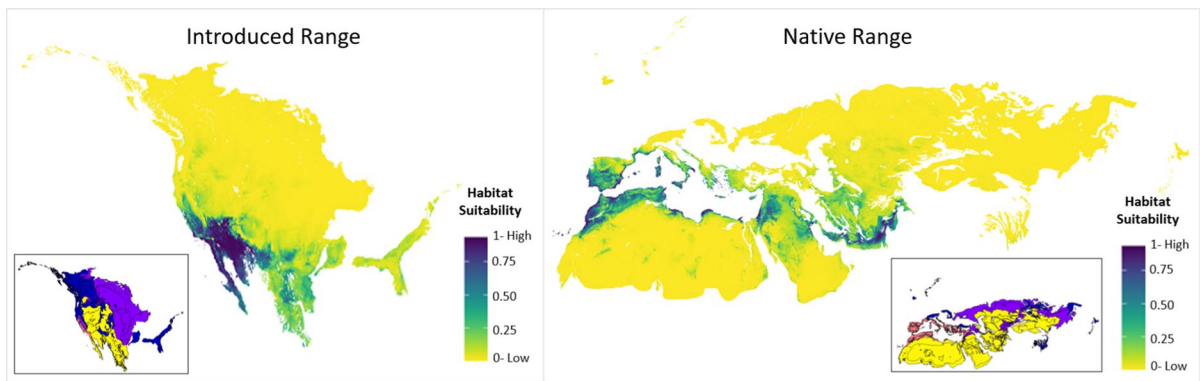 Introduced Range
Habitat
Suitability
1- High
0.75
0.50
0.25
0- Low
Native Range
Habitat
Suitability
1- High
0.75
0.50
0.25
0- Low